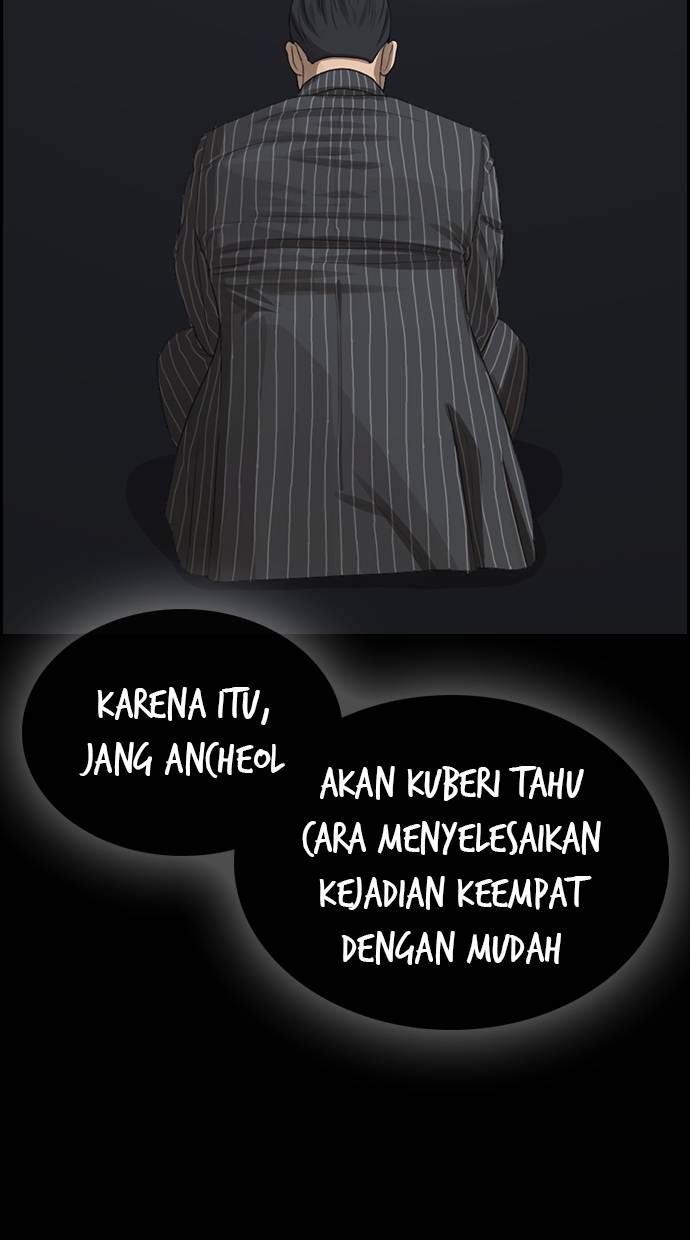 KARENA ITU,
JANG ANCHEOL
AKAN KUBERI TAHU
CARA MENYELESAIKAN
KEJADIAN KEEMPAT
DENGAN MUDAH